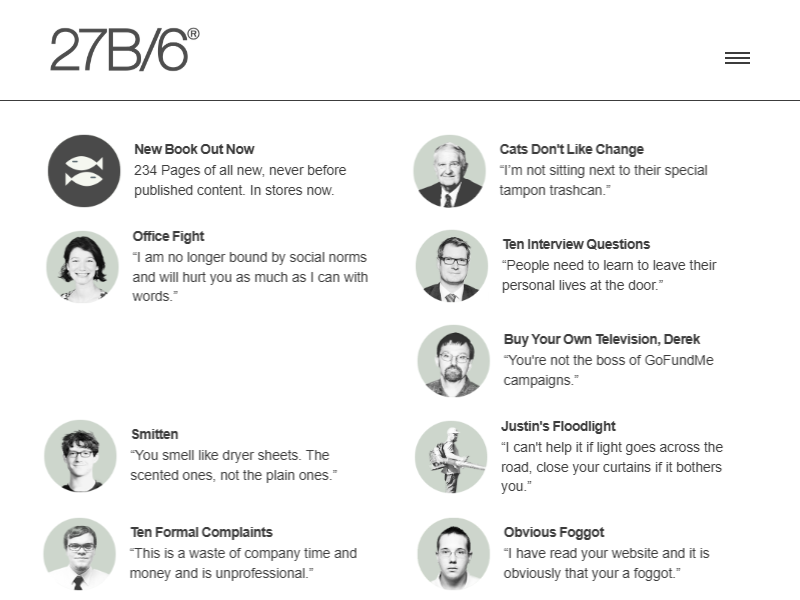 27B/6®
New Book Out Now
234 Pages of all new, never before
published content. In stores now.
Cats Don't Like Change
“I’m not sitting next to their special
tampon trashcan.”
Office Fight
“I am no longer bound by social norms
and will hurt you as much as I can with
words.”
Ten Interview Questions
“People need to learn to leave their
personal lives at the door.”
Buy Your Own Television, Derek
“You're not the boss of GoFundMe
campaigns.”
Smitten
“You smell like dryer sheets. The
scented ones, not the plain ones.”
Justin's Floodlight
“I can't help it if light goes across the
road, close your curtains if it bothers
you.”
Ten Formal Complaints
“This is a waste of company time and
money and is unprofessional.”
Obvious Foggot
“I have read your website and it is
obviously that your a foggot.”